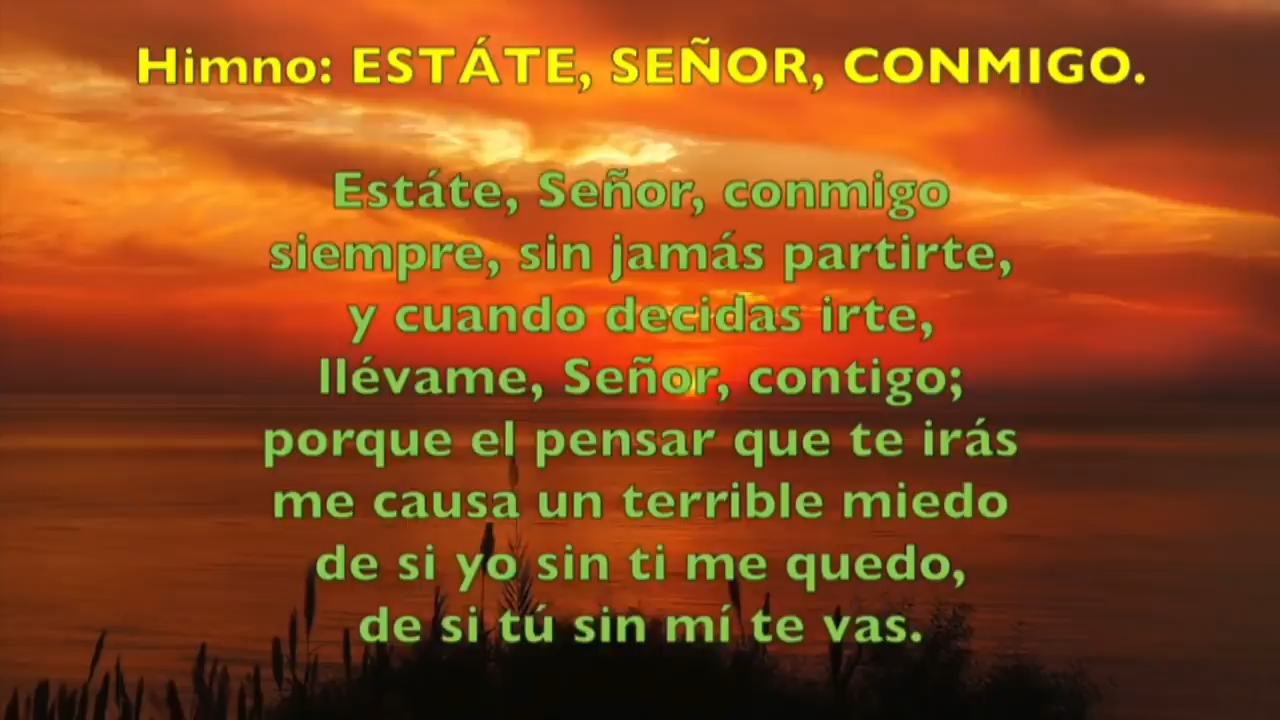 Himno: ESTÁTE, SEÑOR, CONMIGO.
Estáte, Señor, conmigo
siempre, sin jamás partirte,
y cuando decidas irte,
llévame, Señor, contigo;
porque el pensar que te irás
me causa un terrible miedo
de si yo sin ti me quedo,
de si tú sin mí te vas.